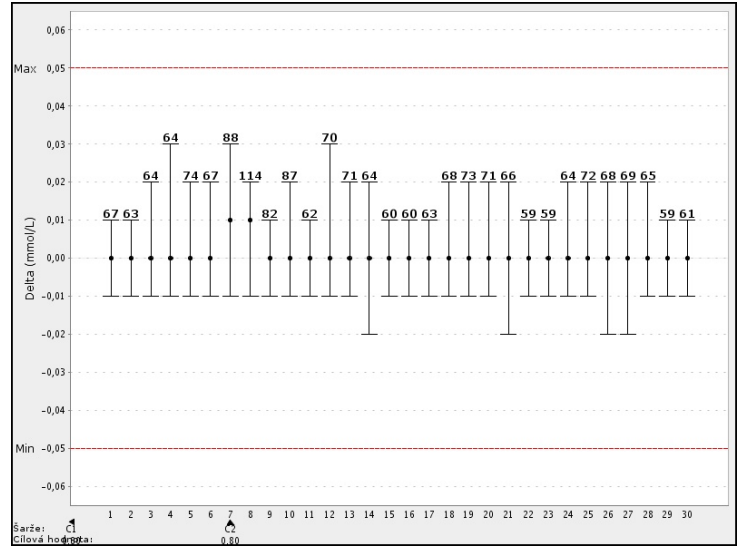 0,06
Max 0,05
0,04
64 88 70
0,03
64 74 67 114 87 71 64 68 73 71 66 64 72 68 69 65
0,02
67 63 82 62 60 60 63 59 59 59 61
0,01
Delta (mmol/L)
0,00
-0,01
-0,02
-0,03
-0,04
Min -0,05
-0,06
1 2 3 4 5 6 7 8 9 10 11 12 13 14 15 16 17 18 19 20 21 22 23 24 25 26 27 28 29 30
Šarže: C1 C2
Cílová hodnota: 0.80 0.80